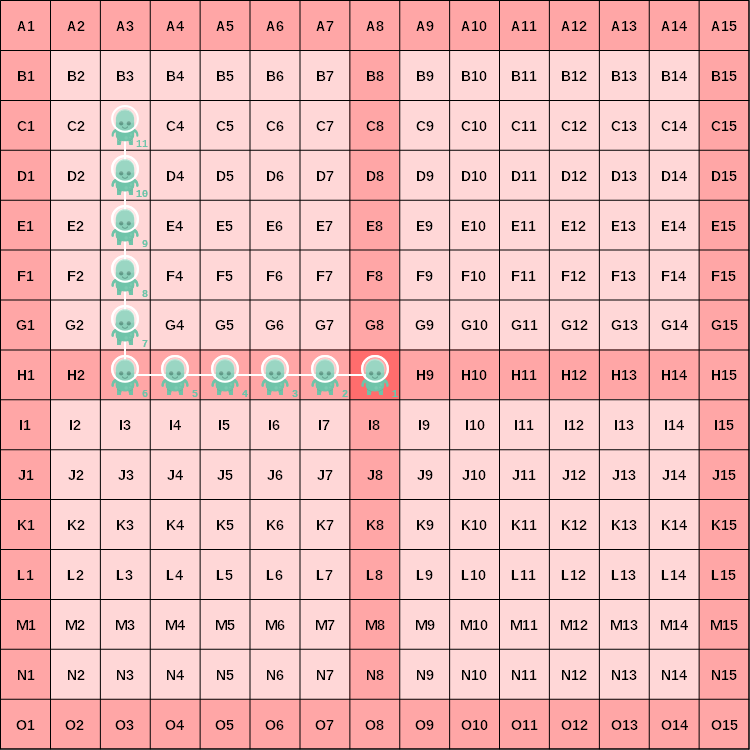 A1 A2 A3 A4 A5 A6 A7 A8 A9 A10 A11 A12 A13 A14 A15
B1 B2 B3 B4 B5 B6 B7 B8 B9 B10 B11 B12 B13 B14 B15
C1 C2 11 C4 C5 C6 C7 C8 C9 C10 C11 C12 C13 C14 C15
D1 D2 10 D4 D5 D6 D7 D8 D9 D10 D11 D12 D13 D14 D15
E1 E2 9 E4 E5 E6 E7 E8 E9 E10 E11 E12 E13 E14 E15
F1 F2 8 F4 F5 F6 F7 F8 F9 F10 F11 F12 F13 F14 F15
G1 G2 7 G4 G5 G6 G7 G8 G9 G10 G11 G12 G13 G14 G15
H1 H2 6 5 4 3 2 1 H9 H10 H11 H12 H13 H14 H15
I1 I2 I3 I4 I5 I6 I7 I8 I9 I10 I11 I12 I13 I14 I15
J1 J2 J3 J4 J5 J6 J7 J8 J9 J10 J11 J12 J13 J14 J15
K1 K2 K3 K4 K5 K6 K7 K8 K9 K10 K11 K12 K13 K14 K15
L1 L2 L3 L4 L5 L6 L7 L8 L9 L10 L11 L12 L13 L14 L15
M1 M2 M3 M4 M5 M6 M7 M8 M9 M10 M11 M12 M13 M14 M15
N1 N2 N3 N4 N5 N6 N7 N8 N9 N10 N11 N12 N13 N14 N15
O1 O2 O3 O4 O5 O6 O7 O8 O9 O10 O11 O12 O13 O14 O15